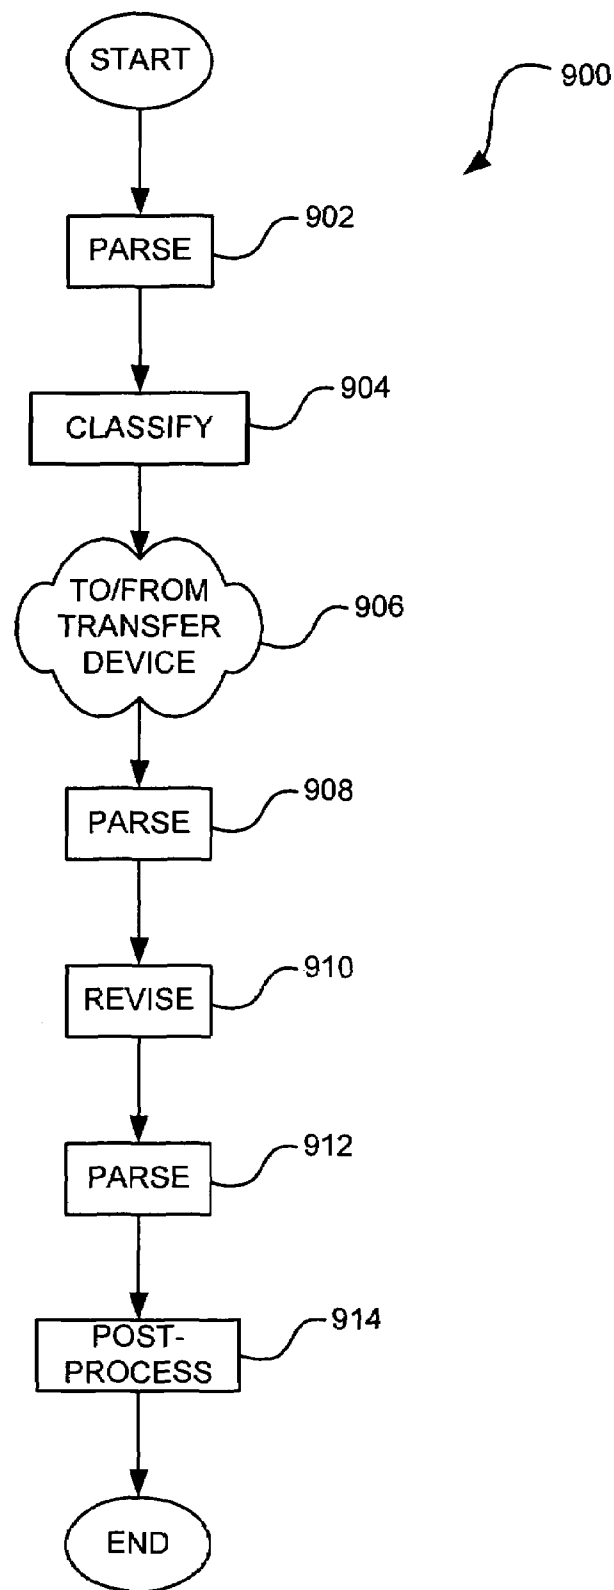 START
900
902
PARSE
904
CLASSIFY
TO/FROM
TRANSFER
DEVICE
906
908
PARSE
910
REVISE
912
PARSE
914
POST-
PROCESS
END